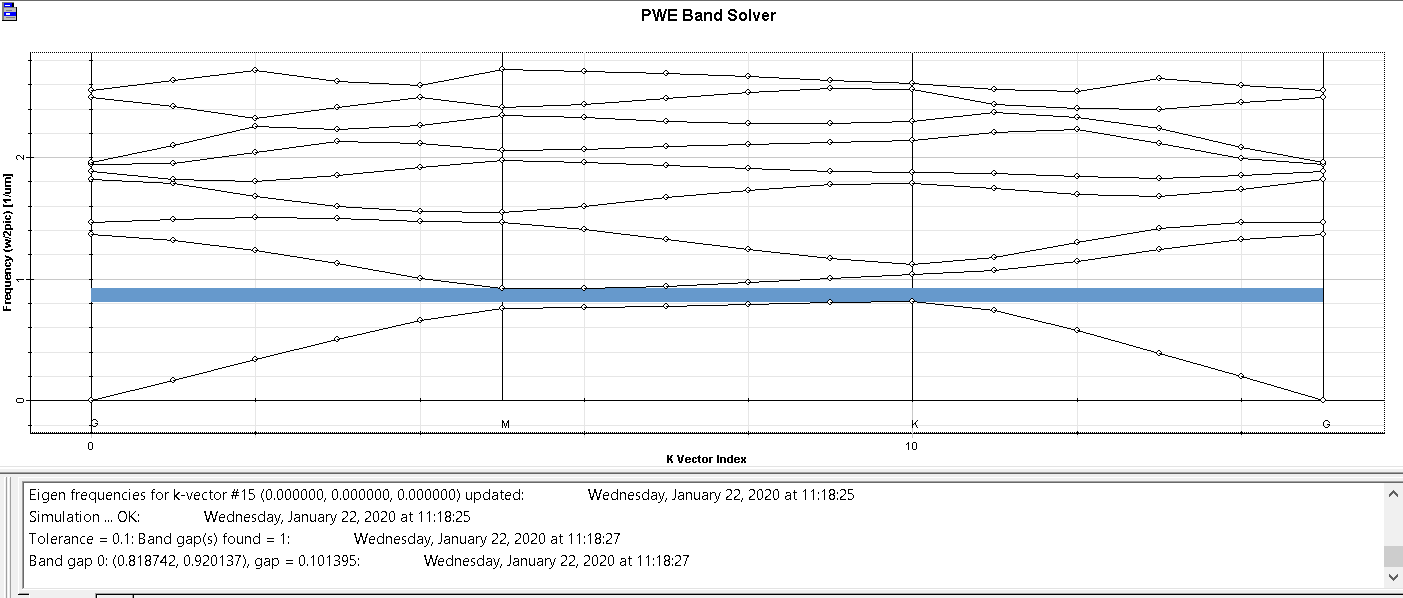 PWE Band Solver
Frequency (w/2pic) [1/um]
2
1
0
G M K G
0 10
K Vector Index
Eigen frequencies for k-vector #15 (0.000000, 0.000000, 0.000000) updated: Wednesday, January 22, 2020 at 11:18:25
Simulation ... OK: Wednesday, January 22, 2020 at 11:18:25
Tolerance = 0.1: Band gap(s) found = 1: Wednesday, January 22, 2020 at 11:18:27
Band gap 0: (0.818742, 0.920137), gap = 0.101395: Wednesday, January 22, 2020 at 11:18:27